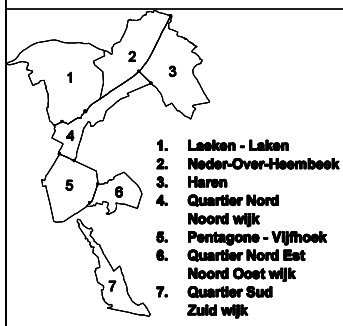 1
2
3
4
5
6
7
1. Laeken - Laken
2. Neder-Over-Heembeek
3. Haren
4. Quartier Nord
Noord wijk
5. Pentagone - Vijfhoek
6. Quartier Nord Est
Noord Oost wijk
7. Quartier Sud
Zuid wijk